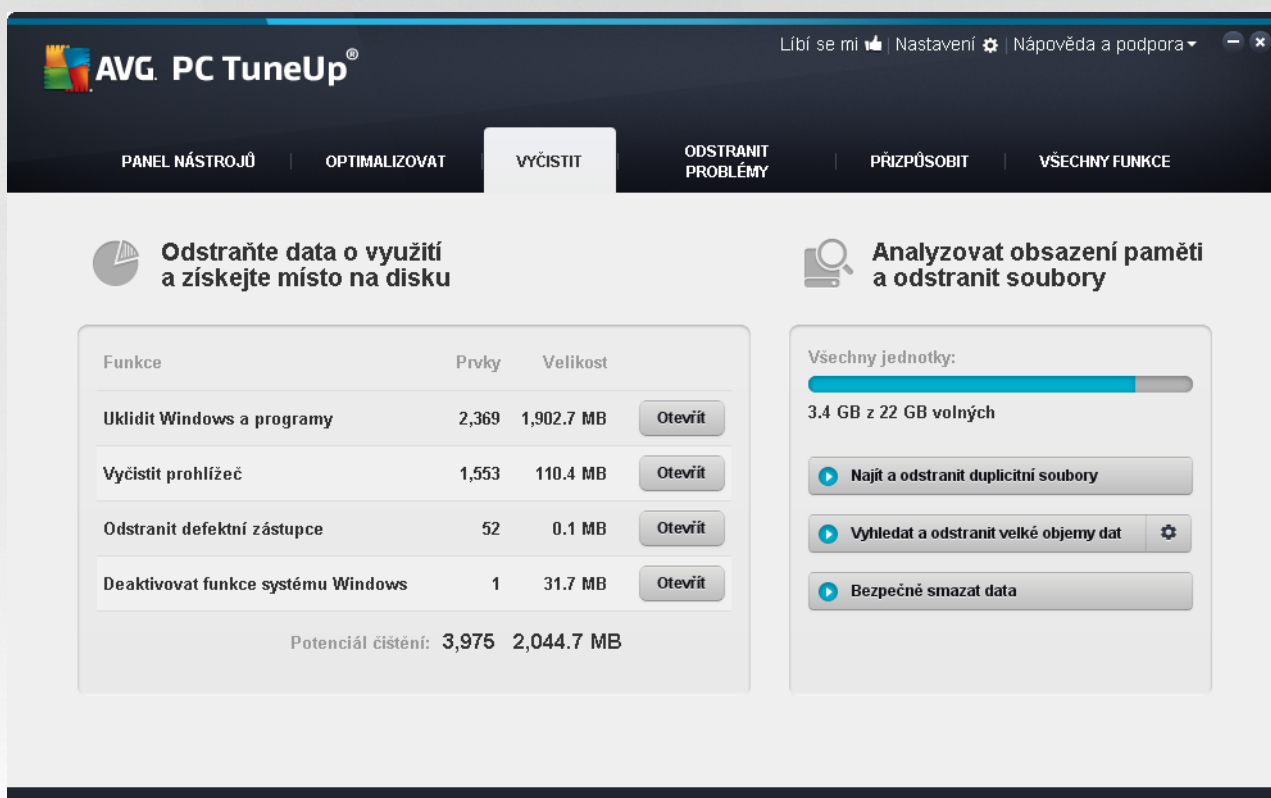 Líbí se mi | Nastavení | Nápověda a podpora
AVG. PC TuneUp®
PANEL NÁSTROJŮ
OPTIMALIZOVAT
VYČISTIT
ODSTRANIT
PROBLÉMY
PŘIZPŮSOBIT
VŠECHNY FUNKCE
Odstraňte data o využití
a získejte místo na disku
Funkce Prvky Velikost
Uklidit Windows a programy 2,369 1,902.7 MB Otevřít
Vyčistit prohlížeč 1,553 110.4 MB Otevřít
Odstranit defektní zástupce 52 0.1 MB Otevřít
Deaktivovat funkce systému Windows 1 31.7 MB Otevřít
Potenciál čištění: 3,975 2,044.7 MB
Analyzovat obsazení paměti
a odstranit soubory
Všechny jednotky:
3.4 GB z 22 GB volných
Najít a odstranit duplicitní soubory
Vyhledat a odstranit velké objemy dat
Bezpečně smazat data